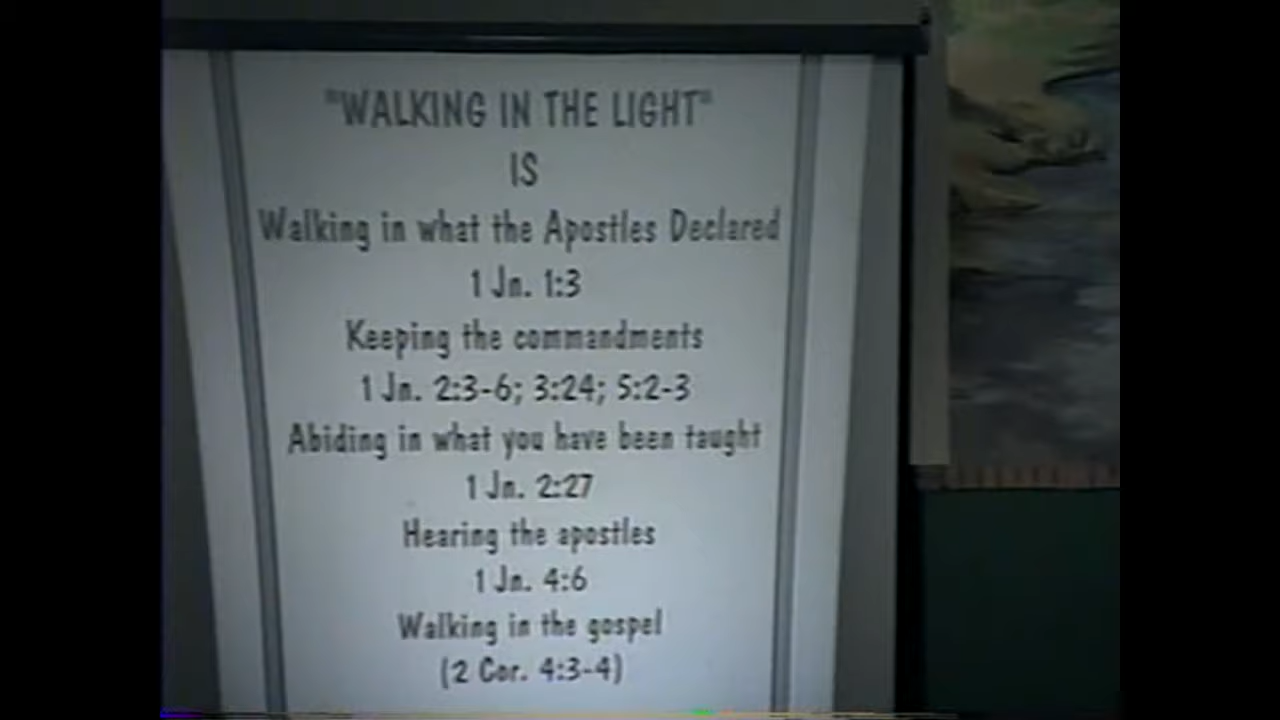 "WALKING IN THE LIGHT"
IS
Walking in what the Apostles Declared
1 Jn. 1:3
Keeping the commandments
1 Jn. 2:3-6; 3:24; 5:2-3
Abiding in what you have been taught
1 Jn. 2:27
Hearing the apostles
1 Jn. 4:6
Walking in the gospel
(2 Cor. 4:3-4)